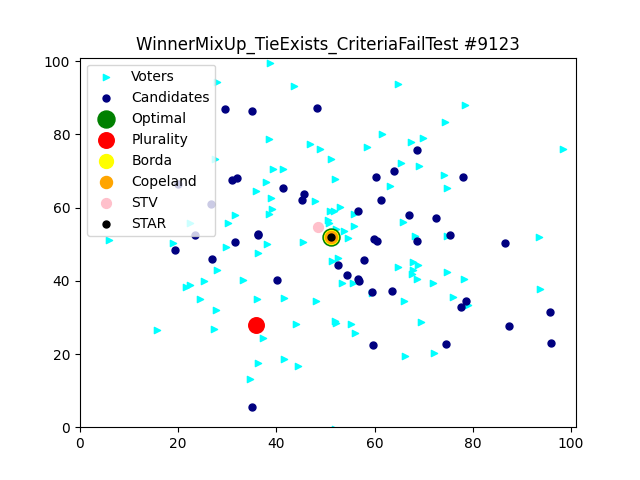 WinnerMixUp_TieExists_CriteriaFailTest #9123
100
80
60
40
20
0
0 20 40 60 80 100
Voters
Candidates
Optimal
Plurality
Borda
Copeland
STV
STAR